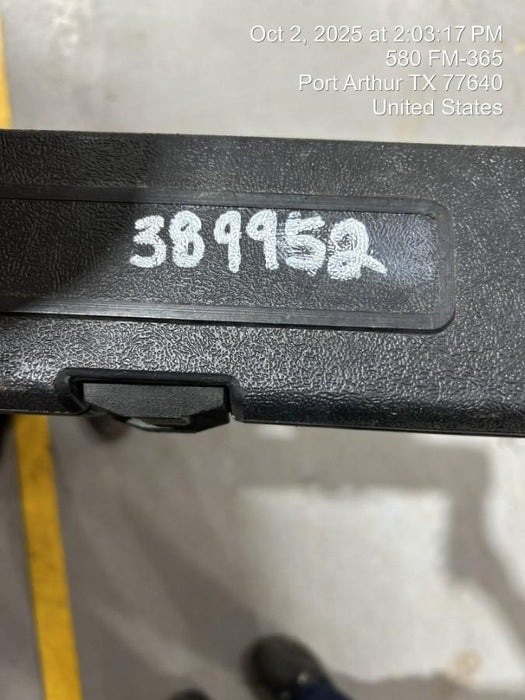 Oct 2, 2025 at 2:03:17 PM
580 FM-365
Port Arthur TX 77640
United States
389952